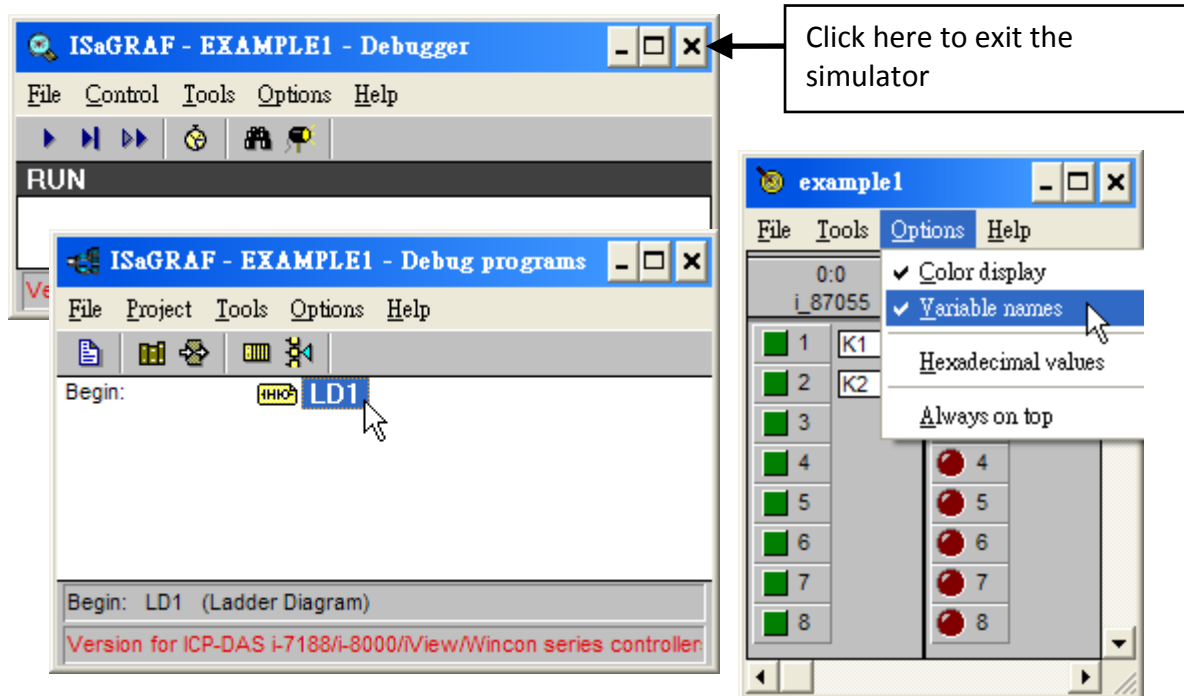 ISaGRAF - EXAMPLE1 - Debugger
File Control Tools Options Help
RUN
Ve
Click here to exit the
simulator
ISaGRAF - EXAMPLE1 - Debug programs
File Project Tools Options Help
Begin: LD1
Begin: LD1 (Ladder Diagram)
Version for ICP-DAS i-7188/i-8000/iView/Wincon series controller
example1
File Tools Options Help
0:0
i_87055
Color display
Variable names
Hexadecimal values
Always on top
1 K1
2 K2
3
4 4
5 5
6 6
7 7
8 8